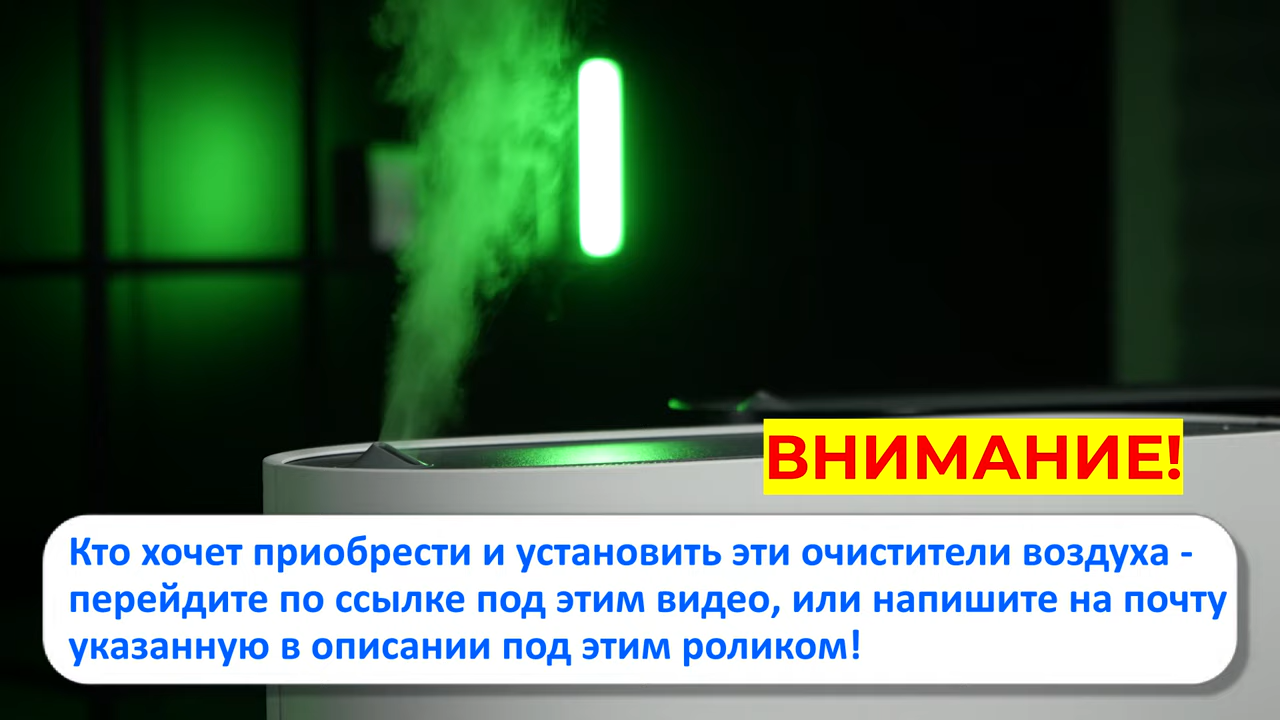 ВНИМАНИЕ!
Кто хочет приобрести и установить эти очистители воздуха -
перейдите по ссылке под этим видео, или напишите на почту
указанную в описании под этим роликом!